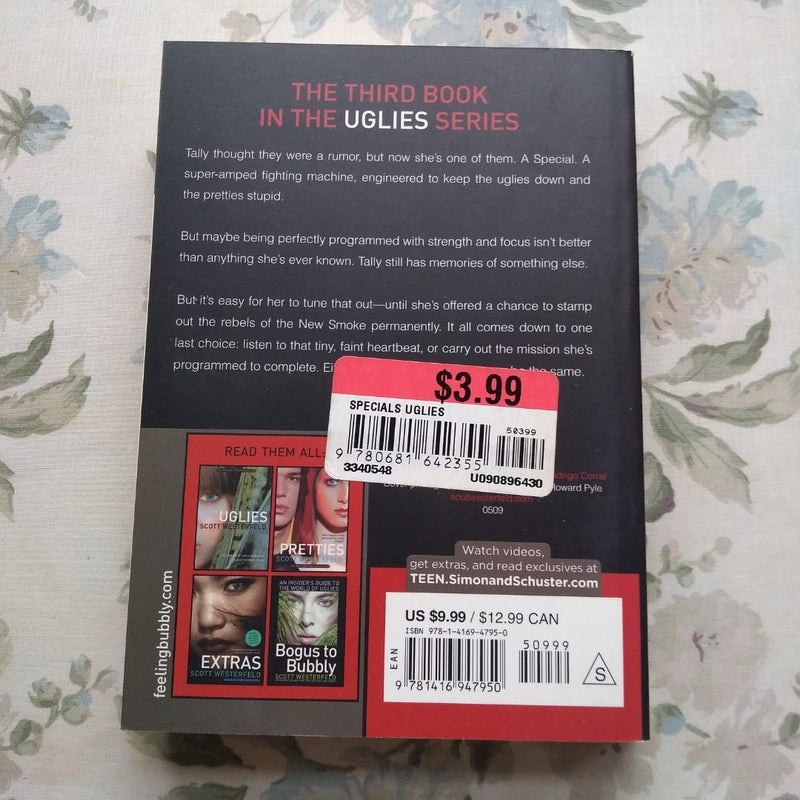 THE THIRD BOOK
IN THE UGLIES SERIES
Tally thought they were a rumor, but now she's one of them. A Special. A
super-amped fighting machine, engineered to keep the uglies down and
the pretties stupid.
But maybe being perfectly programmed with strength and focus isn't better
than anything she's ever known. Tally still has memories of something else.
But it's easy for her to tune that out—until she's offered a chance to stamp
out the rebels of the New Smoke permanently. It all comes down to one
last choice: listen to that tiny, faint heartbeat, or carry out the mission she's
programmed to complete. same.
$3.99
SPECIALS UGLIES
50399
9 780681 642355
3340548 U090896430
READ THEM ALL:
UGLIES
SCOTT WESTERFELD
PRETTIES
SCOTT WESTERFELD
EXTRAS
SCOTT WESTERFELD
AN INSIDER'S GUIDE TO
THE WORLD OF UGLIES
Bogus to
Bubbly
SCOTT WESTERFELD
feelingbubbly.com
Rodrigo Corral
Howard Pyle
scottwesterfeld.com
0509
Watch videos,
get extras, and read exclusives at
TEEN.SimonandSchuster.com
US $9.99 / $12.99 CAN
ISBN 978-1-4169-4795-0
50999
EAN
9 781416 947950
S